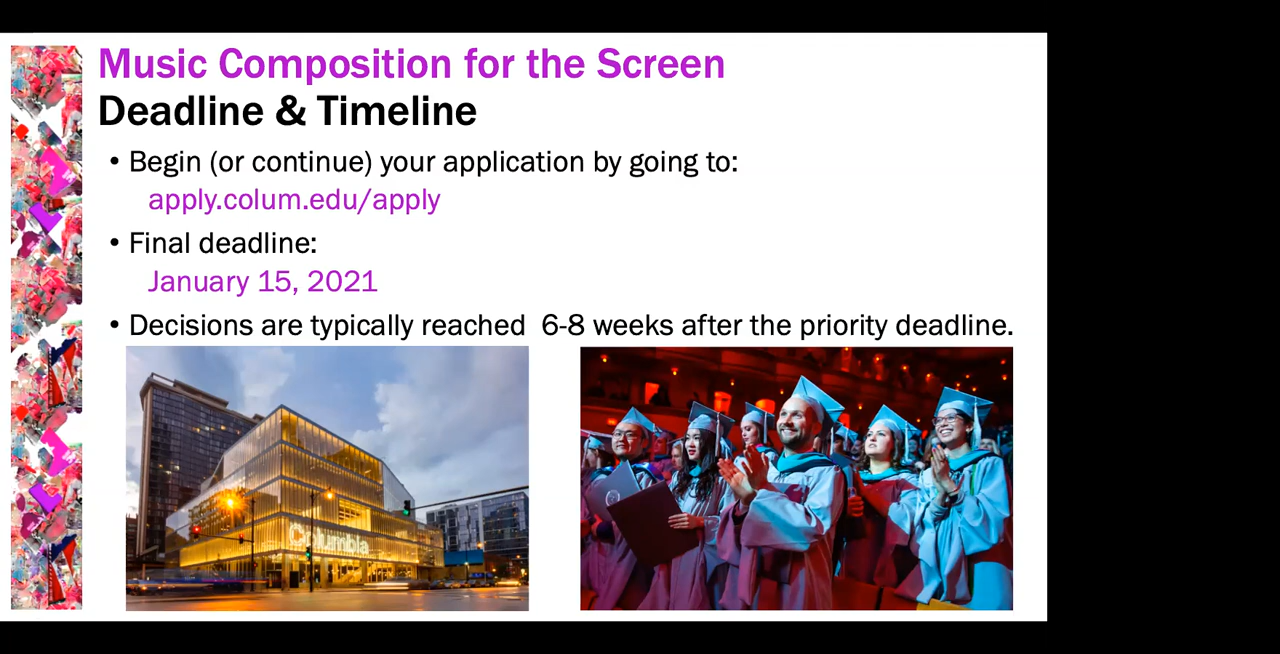 Music Composition for the Screen
Deadline & Timeline
• Begin (or continue) your application by going to:
apply.colum.edu/apply
• Final deadline:
January 15, 2021
• Decisions are typically reached  6-8 weeks after the priority deadline.
Columbia